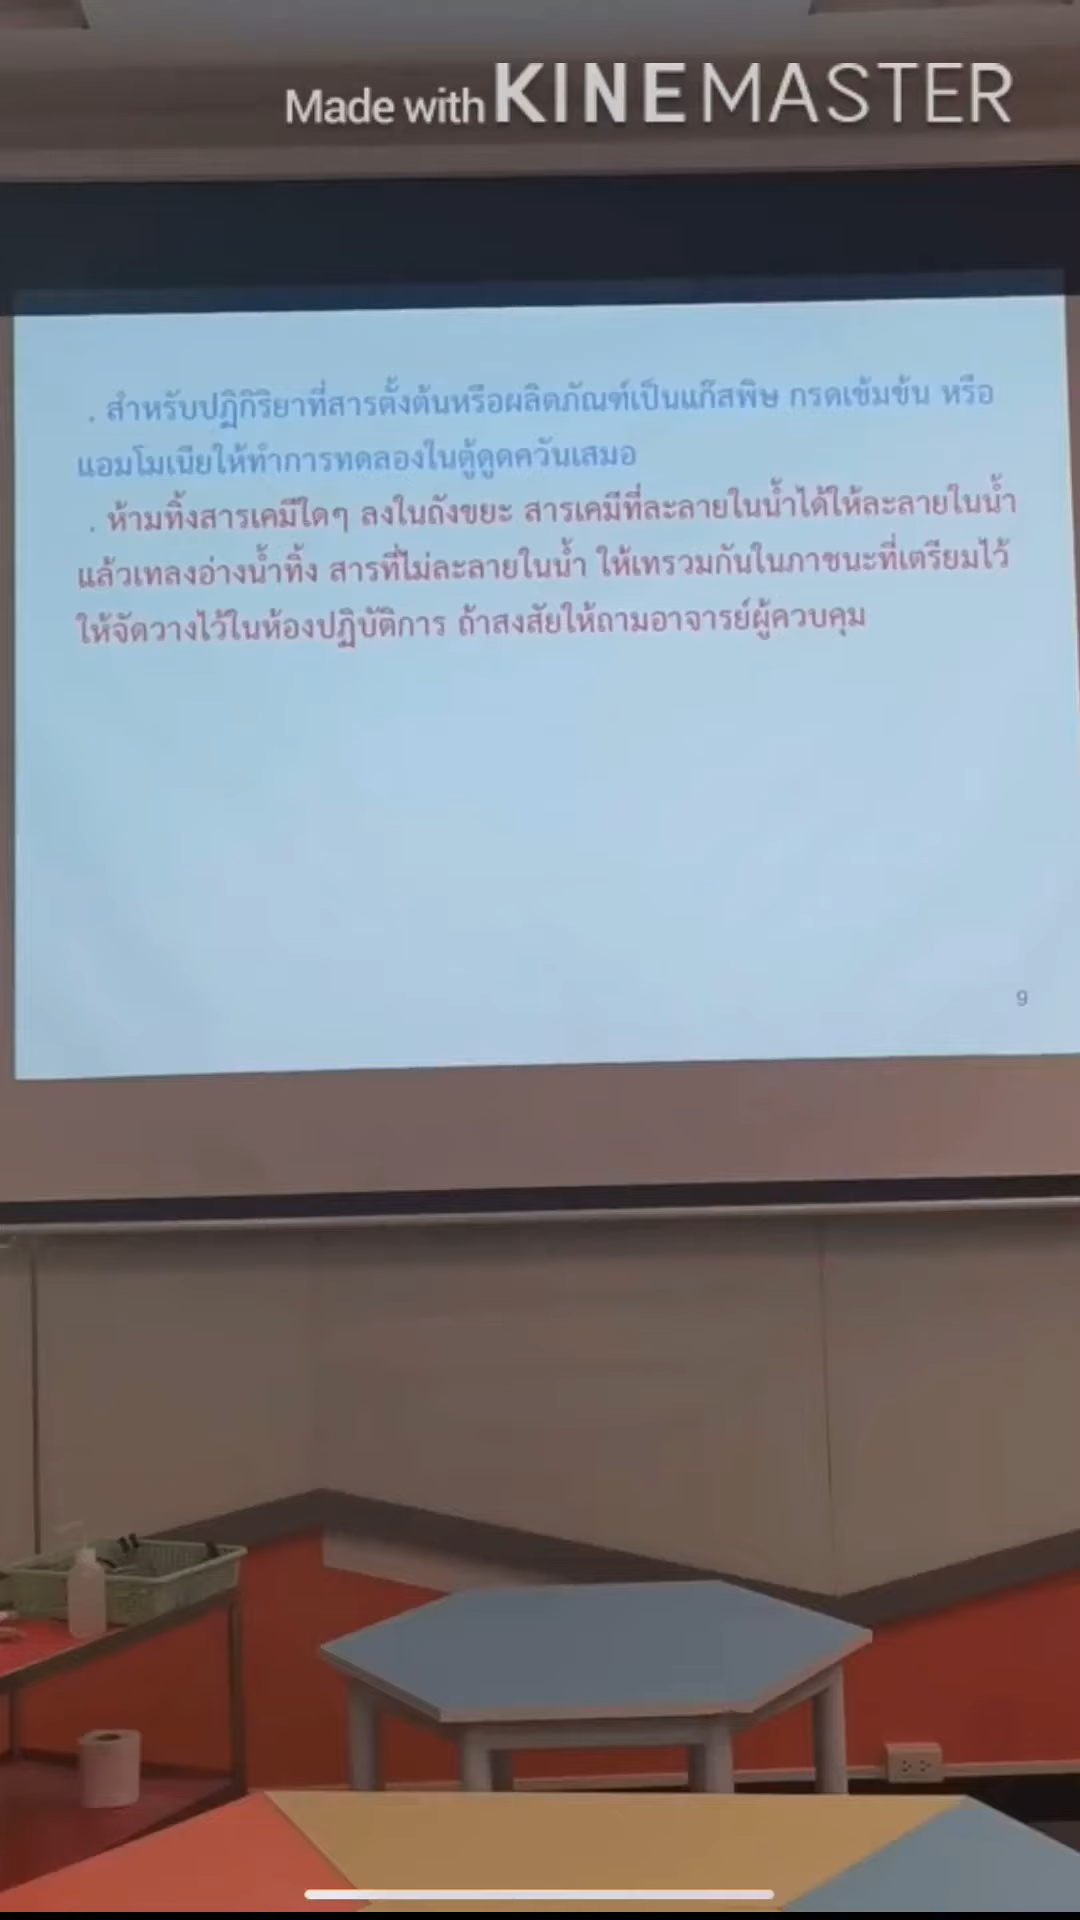 Made with KINEMASTER
. สำหรับปฏิกิริยาที่สารตั้งต้นหรือผลิตภัณฑ์เป็นแก๊สพิษ กรดเข้มข้น หรือ
แอมโมเนียให้ทำการทดลองในตู้ดูดควันเสมอ
. ห้ามทิ้งสารเคมีใดๆ ลงในถังขยะ สารเคมีที่ละลายในน้ำได้ให้ละลายในน้ำ
แล้วเทลงอ่างน้ำทิ้ง สารที่ไม่ละลายในน้ำ ให้เทรวมกันในภาชนะที่เตรียมไว้
ให้จัดวางไว้ในห้องปฏิบัติการ ถ้าสงสัยให้ถามอาจารย์ผู้ควบคุม
9